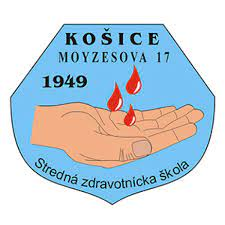 KOŠICE
MOYZESOVA 17
1949
Stredná zdravotnícka škola